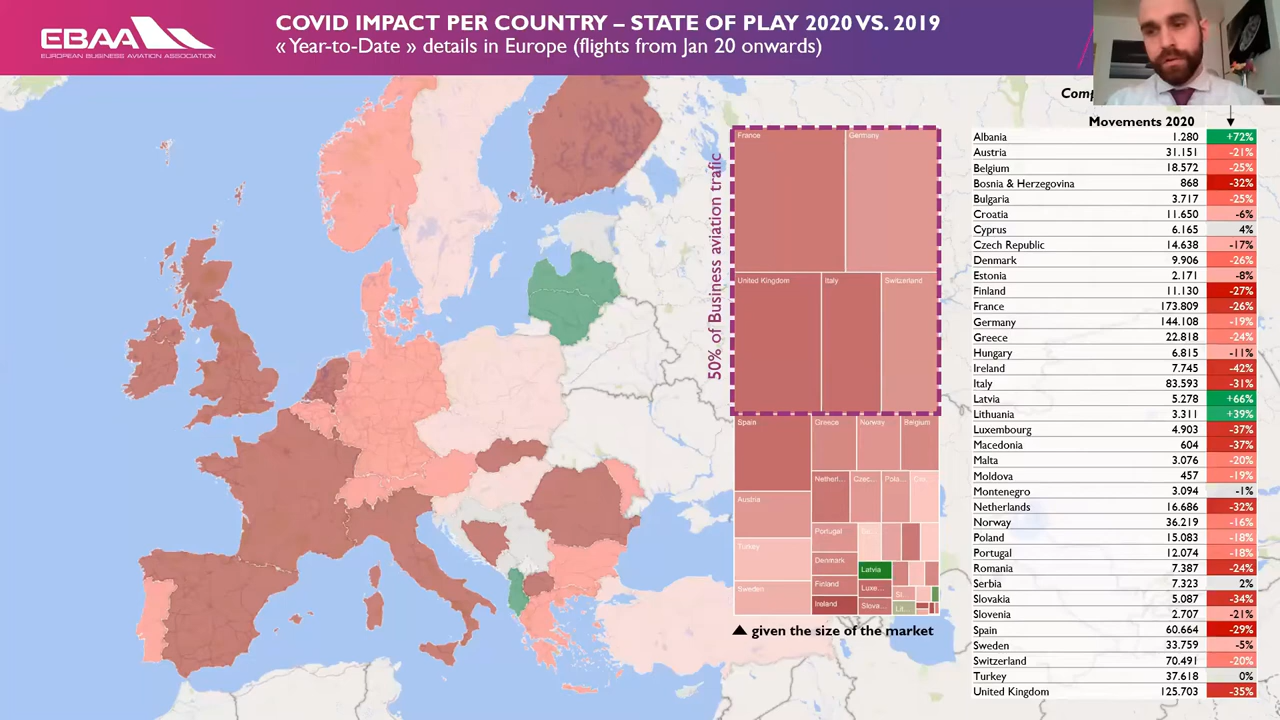 EBAA
EUROPEAN BUSINESS AVIATION ASSOCIATION
COVID IMPACT PER COUNTRY – STATE OF PLAY 2020 VS. 2019
« Year-to-Date » details in Europe (flights from Jan 20 onwards)
50% of Business aviation trafic
France
Germany
United Kingdom
Italy
Switzerland
Spain
Greece
Norway
Belgium
Netherl...
Czec...
Pola...
Austria
Portugal
Turkey
Denmark
Latvia
Sweden
Finland
Luxe...
Sl...
Ireland
Slova...
Lit...
▲ given the size of the market
Movements 2020
Albania 1.280 +72%
Austria 31.151 -21%
Belgium 18.572 -25%
Bosnia & Herzegovina 868 -32%
Bulgaria 3.717 -25%
Croatia 11.650 -6%
Cyprus 6.165 4%
Czech Republic 14.638 -17%
Denmark 9.906 -26%
Estonia 2.171 -8%
Finland 11.130 -27%
France 173.809 -26%
Germany 144.108 -19%
Greece 22.818 -24%
Hungary 6.815 -11%
Ireland 7.745 -42%
Italy 83.593 -31%
Latvia 5.278 +66%
Lithuania 3.311 +39%
Luxembourg 4.903 -37%
Macedonia 604 -37%
Malta 3.076 -20%
Moldova 457 -19%
Montenegro 3.094 -1%
Netherlands 16.686 -32%
Norway 36.219 -16%
Poland 15.083 -18%
Portugal 12.074 -18%
Romania 7.387 -24%
Serbia 7.323 2%
Slovakia 5.087 -34%
Slovenia 2.707 -21%
Spain 60.664 -29%
Sweden 33.759 -5%
Switzerland 70.491 -20%
Turkey 37.618 0%
United Kingdom 125.703 -35%